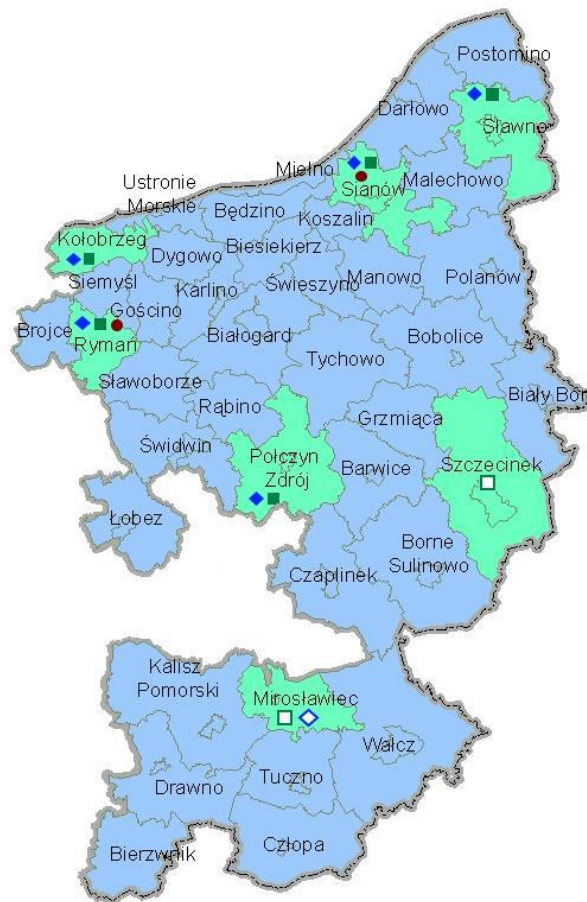 Postomino
Darłowo
Sławno
Mielno
Sianów
Malechowo
Ustronie
Morskie
Będzino
Koszalin
Kołobrzeg
Dygowo
Biesiekierz
Siemyśl
Karlino
Świeszyno
Manowo
Polanów
Gościno
Brojce
Rymań
Białogard
Tychowo
Bobolice
Sławoborze
Rąbino
Grzmiąca
Biały Bór
Świdwin
Połczyn
Zdrój
Barwice
Szczecinek
Łobez
Czaplinek
Borne
Sulinowo
Kalisz
Pomorski
Mirosławiec
Wałcz
Drawno
Tuczno
Bierzwnik
Człopa